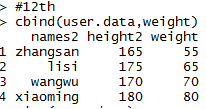 > #12th
> cbind(user.data,weight)
names2 height2 weight
1 zhangsan 165 55
2 lisi 175 65
3 wangwu 170 70
4 xiaoming 180 80